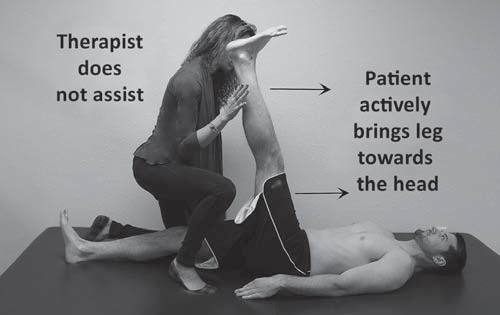 Therapist
does
not assist
Patient
actively
brings leg
towards
the head